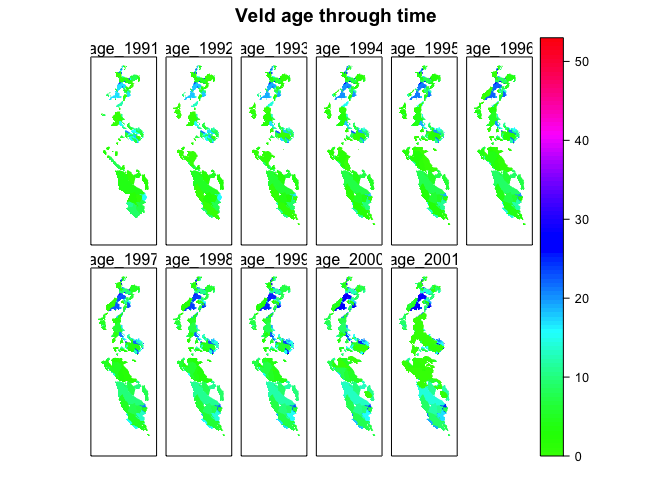 Veld age through time
age_1991 age_1992 age_1993 age_1994 age_1995 age_1996
50
40
30
20
10
0
age_1997 age_1998 age_1999 age_2000 age_2001